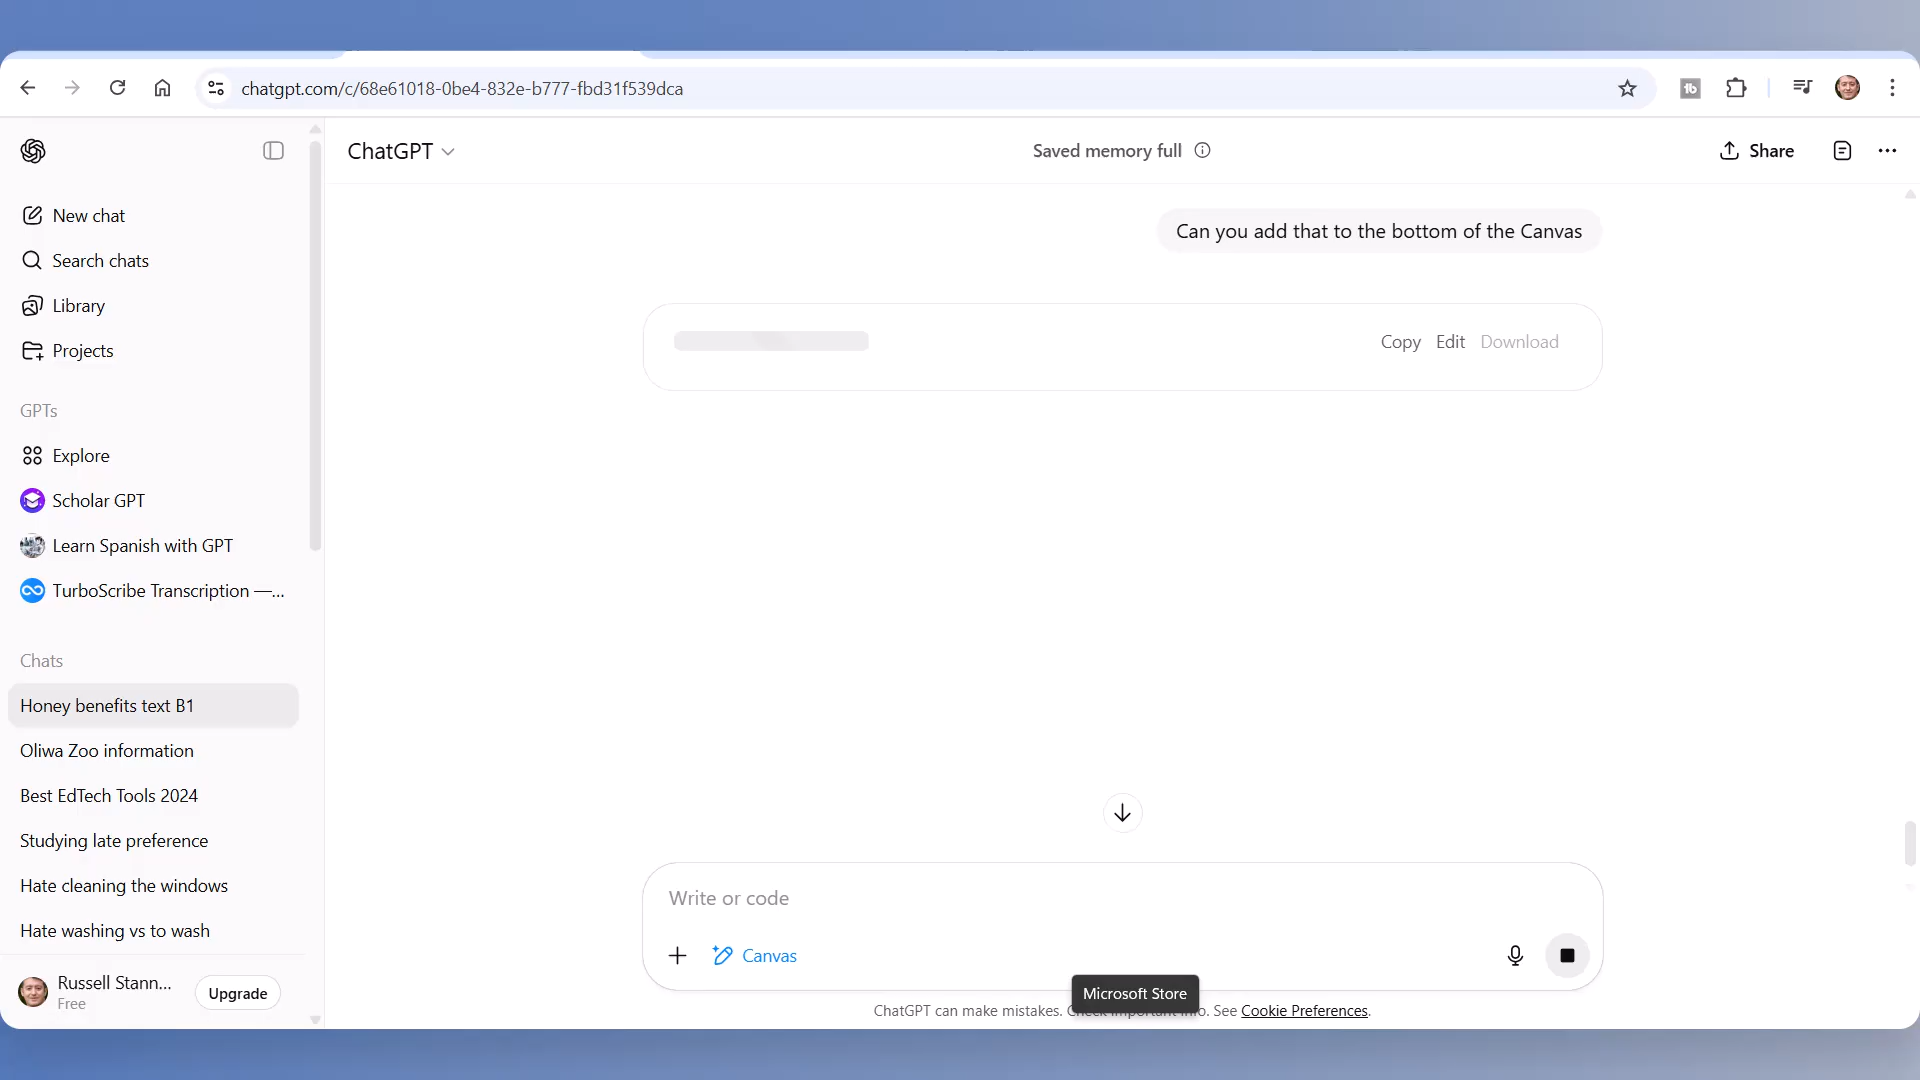 chatgpt.com/c/68e61018-0be4-832e-b777-fbd31f539dca
ChatGPT
Saved memory full
Share
New chat
Search chats
Library
Projects
GPTs
Explore
Scholar GPT
Learn Spanish with GPT
TurboScribe Transcription —...
Chats
Honey benefits text B1
Oliwa Zoo information
Best EdTech Tools 2024
Studying late preference
Hate cleaning the windows
Hate washing vs to wash
Russell Stann...
Free
Upgrade
Can you add that to the bottom of the Canvas
Copy Edit Download
Write or code
Canvas
Microsoft Store
ChatGPT can make mistakes. Check important info. See Cookie Preferences.